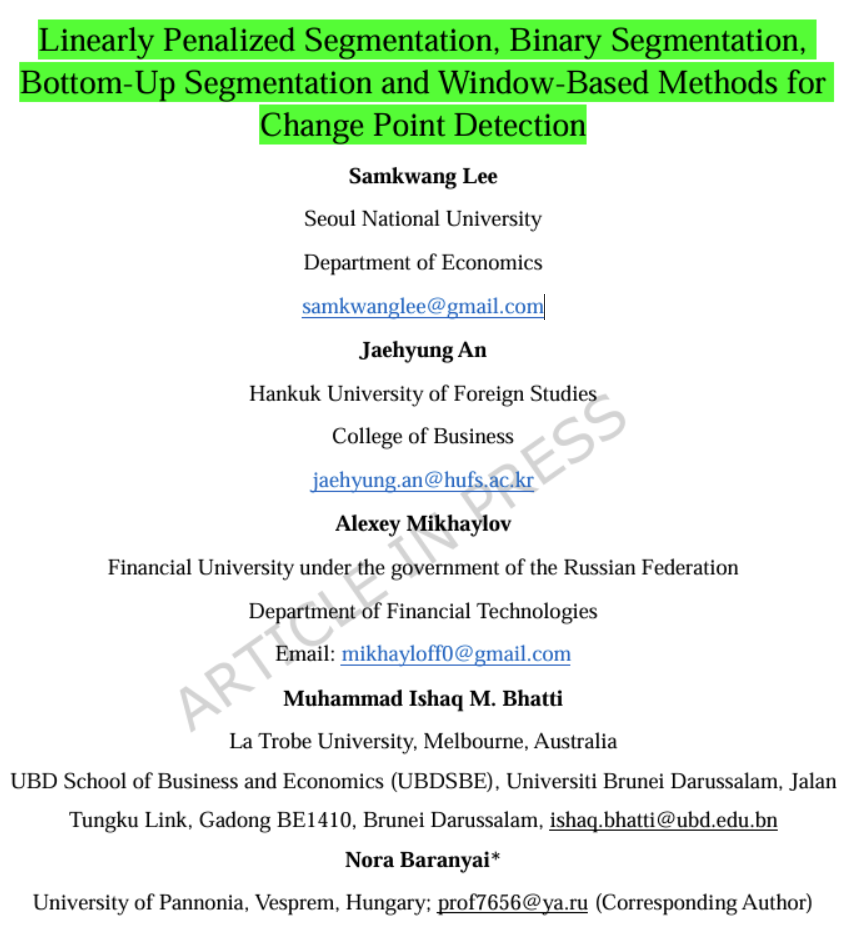 Linearly Penalized Segmentation, Binary Segmentation,
Bottom-Up Segmentation and Window-Based Methods for
Change Point Detection
Samkwang Lee
Seoul National University
Department of Economics
samkwanglee@gmail.com
Jaehyung An
Hankuk University of Foreign Studies
College of Business
jaehyung.an@hufs.ac.kr
Alexey Mikhaylov
Financial University under the government of the Russian Federation
Department of Financial Technologies
Email: mikhayloff0@gmail.com
Muhammad Ishaq M. Bhatti
La Trobe University, Melbourne, Australia
UBD School of Business and Economics (UBDSBE), Universiti Brunei Darussalam, Jalan
Tungku Link, Gadong BE1410, Brunei Darussalam, ishaq.bhatti@ubd.edu.bn
Nora Baranyai*
University of Pannonia, Vesprem, Hungary; prof7656@ya.ru (Corresponding Author)
ARTICLE IN PRESS